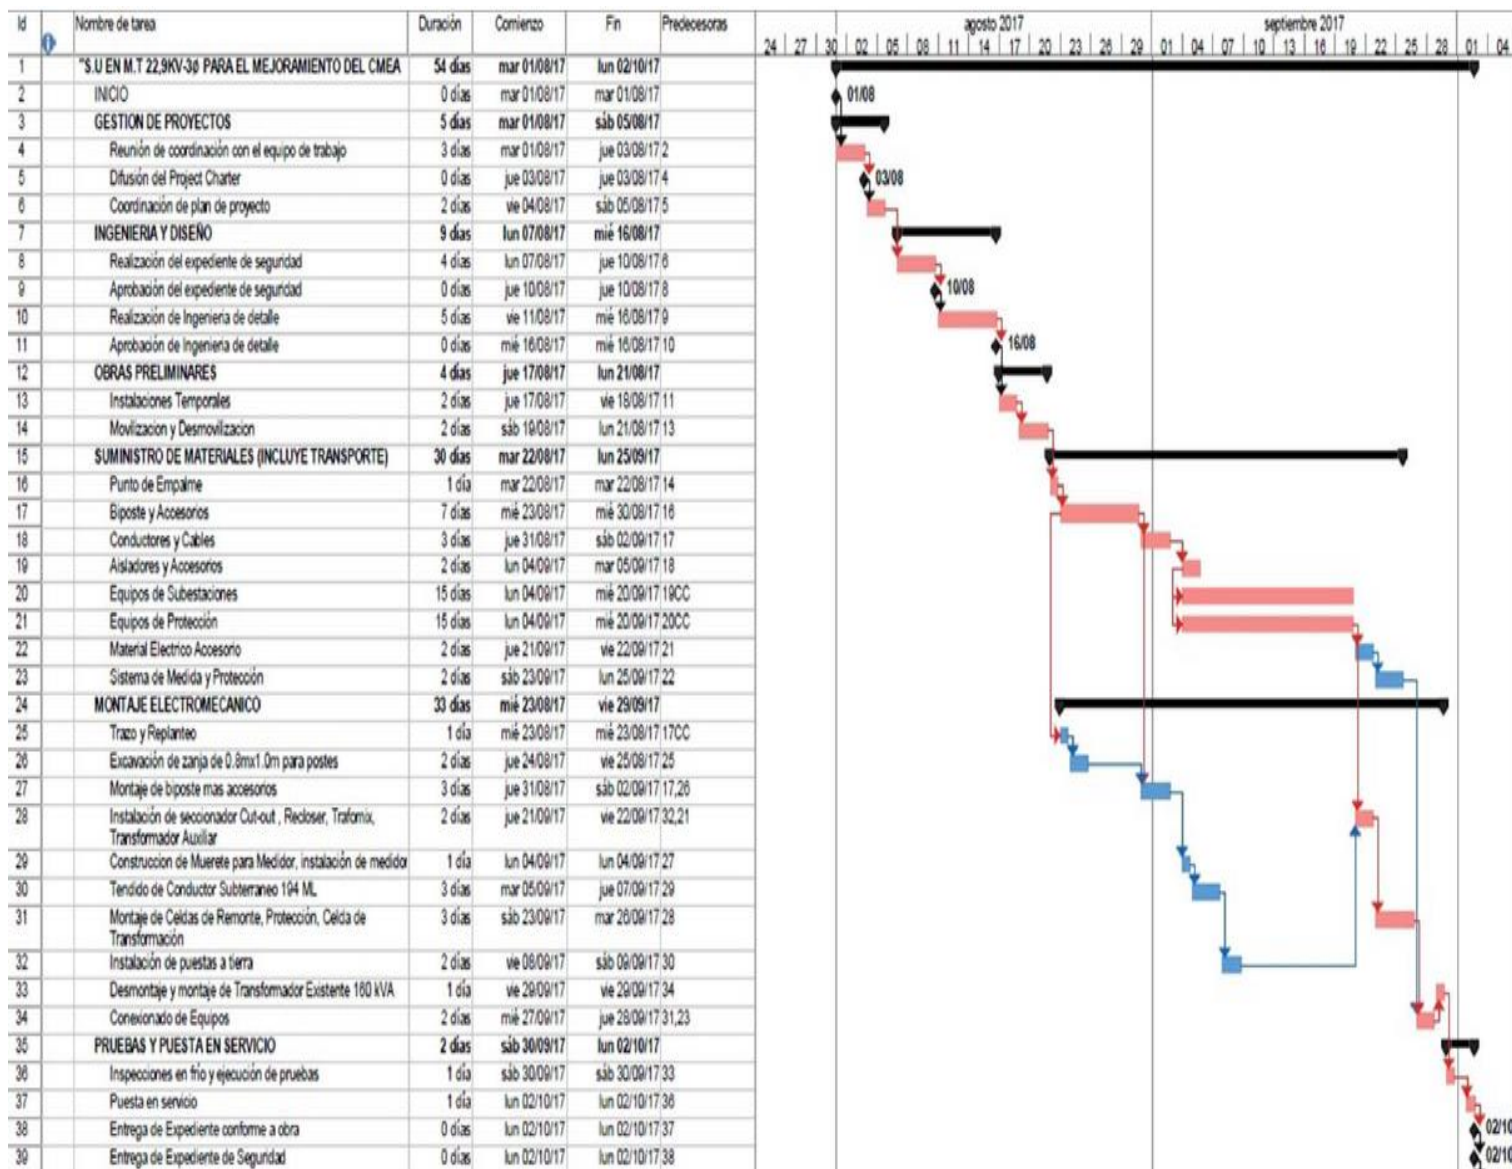 Id Nombre de tarea Duración Comienzo Fin Predecesoras agosto 2017 septiembre 2017
24 27 30 02 05 08 11 14 17 20 23 26 29 01 04 07 10 13 16 19 22 25 28 01 04
1 "S.U EN M.T 22,9KV-3ø PARA EL MEJORAMIENTO DEL CMEA 54 días mar 01/08/17 lun 02/10/17
2 INICIO 0 días mar 01/08/17 mar 01/08/17 01/08
3 GESTION DE PROYECTOS 5 días mar 01/08/17 sáb 05/08/17
4 Reunión de coordinación con el equipo de trabajo 3 días mar 01/08/17 jue 03/08/17 2
5 Difusión del Project Charter 0 días jue 03/08/17 jue 03/08/17 4 03/08
6 Coordinación de plan de proyecto 2 días vie 04/08/17 sáb 05/08/17 5
7 INGENIERIA Y DISEÑO 9 días lun 07/08/17 mié 16/08/17
8 Realización del expediente de seguridad 4 días lun 07/08/17 jue 10/08/17 6
9 Aprobación del expediente de seguridad 0 días jue 10/08/17 jue 10/08/17 8 10/08
10 Realización de Ingenieria de detalle 5 días vie 11/08/17 mié 16/08/17 9
11 Aprobación de Ingenieria de detalle 0 días mié 16/08/17 mié 16/08/17 10 16/08
12 OBRAS PRELIMINARES 4 días jue 17/08/17 lun 21/08/17
13 Instalaciones Temporales 2 días jue 17/08/17 vie 18/08/17 11
14 Movilizacion y Desmovilizacion 2 días sáb 19/08/17 lun 21/08/17 13
15 SUMINISTRO DE MATERIALES (INCLUYE TRANSPORTE) 30 días mar 22/08/17 lun 25/09/17
16 Punto de Empalme 1 día mar 22/08/17 mar 22/08/17 14
17 Biposte y Accesorios 7 días mié 23/08/17 mié 30/08/17 16
18 Conductores y Cables 3 días jue 31/08/17 sáb 02/09/17 17
19 Aisladores y Accesorios 2 días lun 04/09/17 mar 05/09/17 18
20 Equipos de Subestaciones 15 días lun 04/09/17 mié 20/09/17 19CC
21 Equipos de Protección 15 días lun 04/09/17 mié 20/09/17 20CC
22 Material Electrico Accesorio 2 días jue 21/09/17 vie 22/09/17 21
23 Sistema de Medida y Protección 2 días sáb 23/09/17 lun 25/09/17 22
24 MONTAJE ELECTROMECANICO 33 días mié 23/08/17 vie 29/09/17
25 Trazo y Replanteo 1 día mié 23/08/17 mié 23/08/17 17CC
26 Excavación de zanja de 0.8mx1.0m para postes 2 días jue 24/08/17 vie 25/08/17 25
27 Montaje de biposte mas accesorios 3 días jue 31/08/17 sáb 02/09/17 17,26
28 Instalación de seccionador Cut-out , Recloser, Trafomix, 2 días jue 21/09/17 vie 22/09/17 32,21
Transformador Auxiliar
29 Construccion de Muerete para Medidor, instalación de medidor 1 día lun 04/09/17 lun 04/09/17 27
30 Tendido de Conductor Subterraneo 194 ML 3 días mar 05/09/17 jue 07/09/17 29
31 Montaje de Celdas de Remonte, Protección, Celda de 3 días sáb 23/09/17 mar 26/09/17 28
Transformación
32 Instalación de puestas a tierra 2 días vie 08/09/17 sáb 09/09/17 30
33 Desmontaje y montaje de Transformador Existente 160 kVA 1 día vie 29/09/17 vie 29/09/17 34
34 Conexionado de Equipos 2 días mié 27/09/17 jue 28/09/17 31,23
35 PRUEBAS Y PUESTA EN SERVICIO 2 días sáb 30/09/17 lun 02/10/17
36 Inspecciones en frio y ejecución de pruebas 1 día sáb 30/09/17 sáb 30/09/17 33
37 Puesta en servicio 1 día lun 02/10/17 lun 02/10/17 36
38 Entrega de Expediente conforme a obra 0 días lun 02/10/17 lun 02/10/17 37 02/10
39 Entrega de Expediente de Seguridad 0 días lun 02/10/17 lun 02/10/17 38 02/10